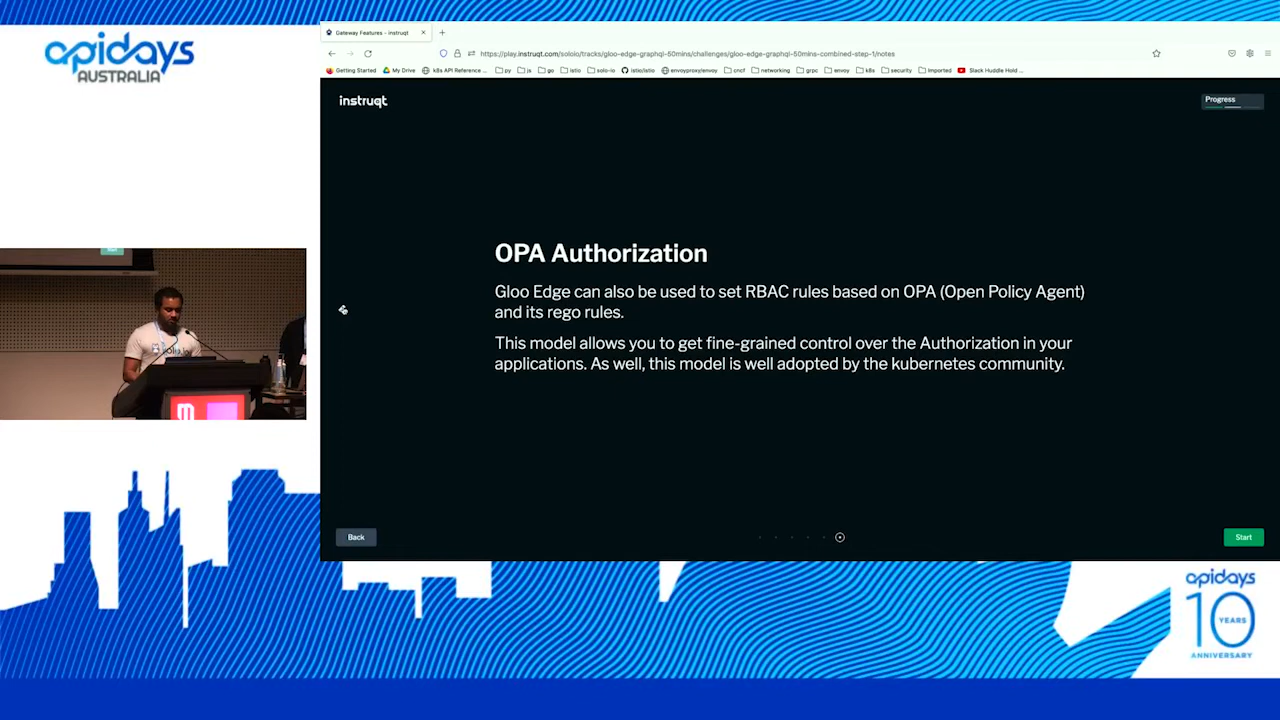 apidays
AUSTRALIA
Gateway Features - Instruqt
https://play.instruqt.com/soloio/tracks/gloo-edge-graphql-50mins/challenges/gloo-edge-graphql-50mins-combined-step-1/notes
Getting Started
My Drive
k8s API Reference ...
py
js
go
istio
solo-io
istio/istio
envoyproxy/envoy
cncf
networking
grpc
envoy
k8s
security
Imported
Slack Huddle Hold ...
instruqt
Progress
OPA Authorization
Gloo Edge can also be used to set RBAC rules based on OPA (Open Policy Agent)
and its rego rules.
This model allows you to get fine-grained control over the Authorization in your
applications. As well, this model is well adopted by the kubernetes community.
Back
Start
solo.io
apidays
10
YEARS
ANNIVERSARY